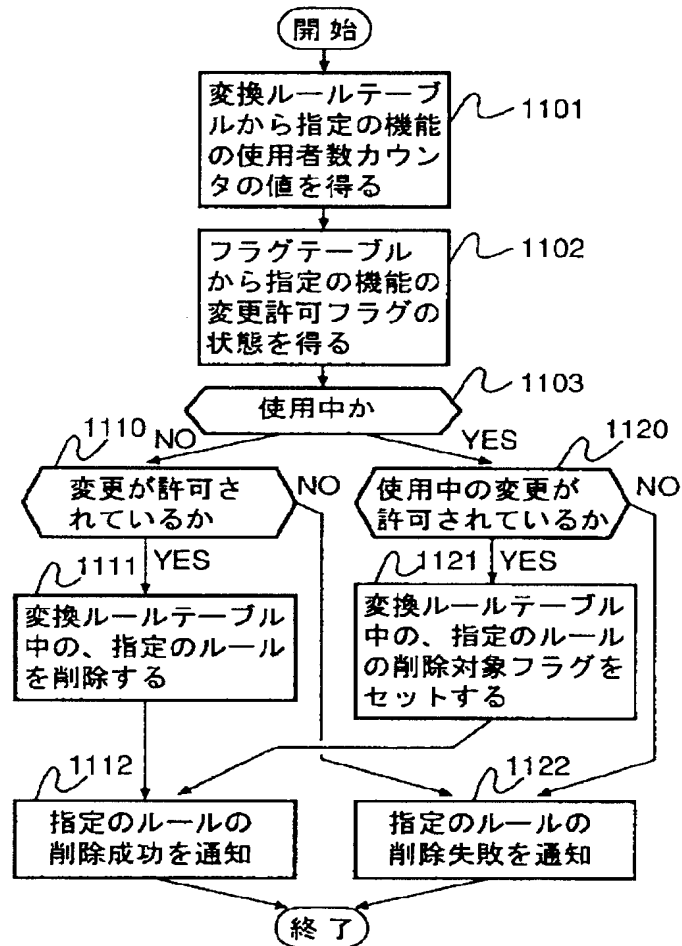 開始
変換ルールテーブ
ルから指定の機能
の使用者数カウン
タの値を得る
1101
フラグテーブル
から指定の機能の
変更許可フラグの
状態を得る
1102
使用中か
1103
1110
NO
YES
1120
変更が許可さ
れているか
NO
使用中の変更が
許可されているか
NO
1111
YES
1121
YES
変換ルールテーブル
中の、指定のルール
を削除する
変換ルールテーブル
中の、指定のルール
の削除対象フラグを
セットする
1112
1122
指定のルールの
削除成功を通知
指定のルールの
削除失敗を通知
終了